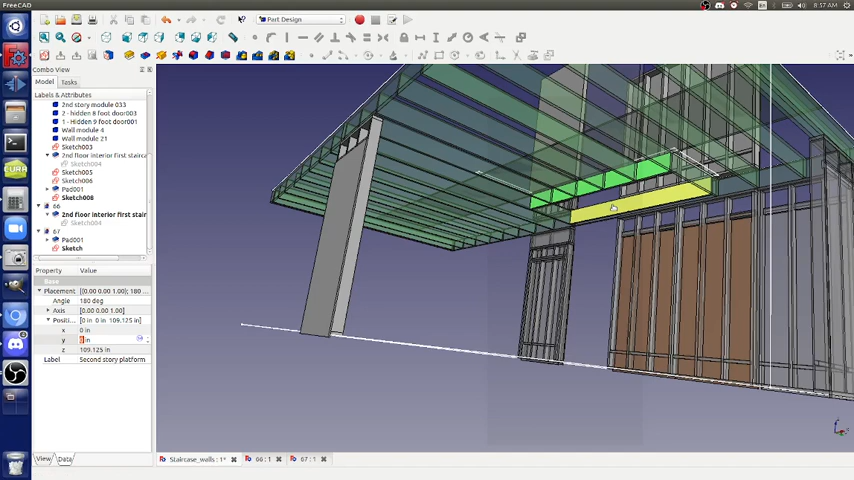 FreeCAD
8:57 AM
Part Design
Combo View
Model
Tasks
Labels & Attributes
2nd story module 033
2 - hidden 8 foot door003
1 - Hidden 9 foot door001
Wall module 4
Wall module 21
Sketch003
2nd floor interior first stair
Sketch004
Sketch005
Sketch006
Pad001
Sketch008
66
2nd floor interior first stair
Sketch004
67
Pad001
Sketch
Property
Value
Base
Placement
[(0.00 0.00 1.00); 180 ...
Angle
180 deg
Axis
[0.00 0.00 1.00]
Positi...
[0 in 0 in 109.125 in]
x
0 in
y
0 in
z
109.125 in
Label
Second story platform
View
Data
Staircase_walls : 1*
66 : 1
67 : 1